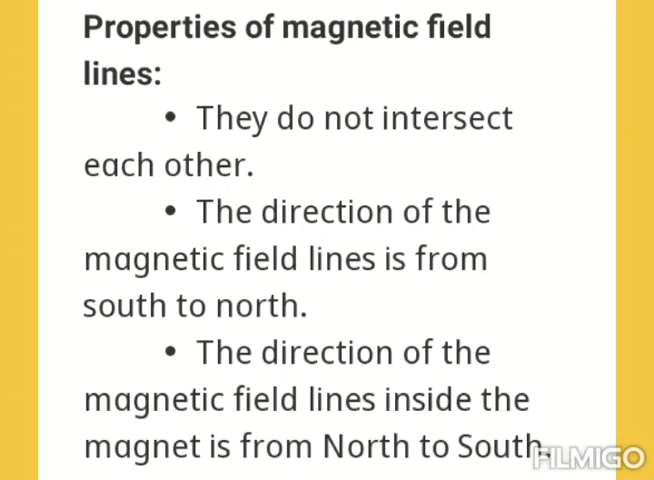 Properties of magnetic field
lines:
• They do not intersect
each other.
• The direction of the
magnetic field lines is from
south to north.
• The direction of the
magnetic field lines inside the
magnet is from North to South.
FILMIGO